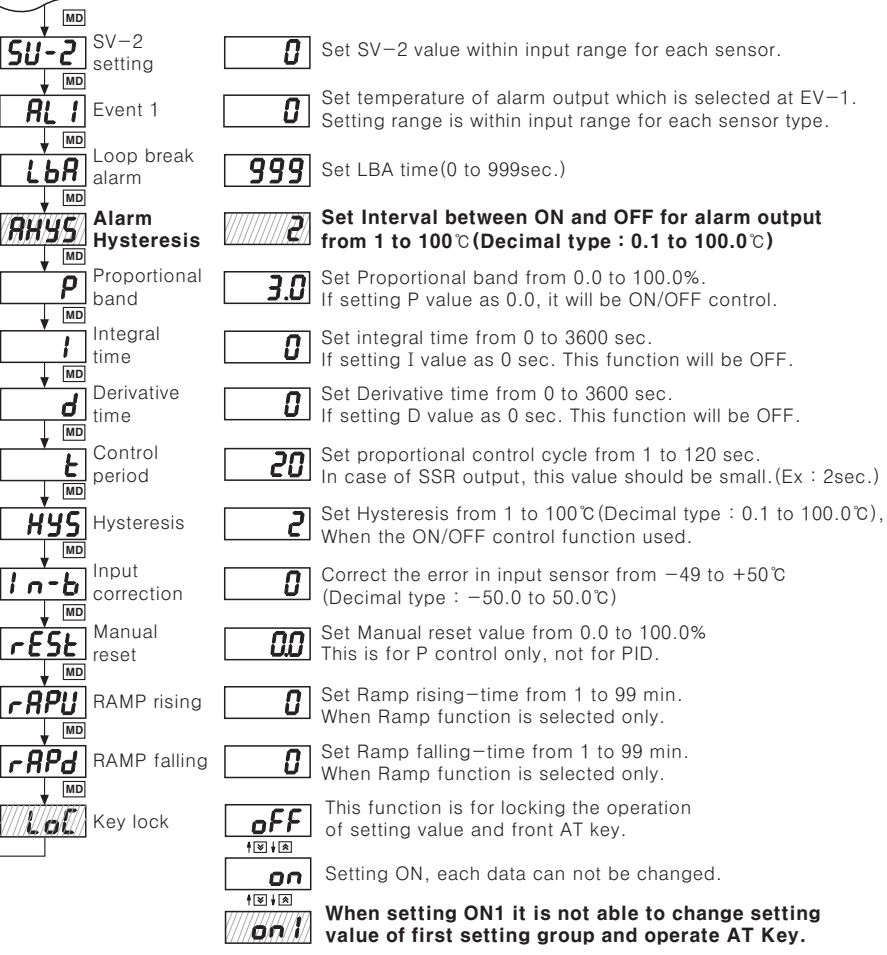 MD
SV-2 SV-2 setting 0 Set SV-2 value within input range for each sensor.
MD
AL1 Event 1 0 Set temperature of alarm output which is selected at EV-1.
Setting range is within input range for each sensor type.
MD
LbA Loop break alarm 999 Set LBA time(0 to 999sec.)
MD
AHYS Alarm Hysteresis 2 Set Interval between ON and OFF for alarm output
from 1 to 100℃(Decimal type : 0.1 to 100.0℃)
MD
P Proportional band 3.0 Set Proportional band from 0.0 to 100.0%.
If setting P value as 0.0, it will be ON/OFF control.
MD
I Integral time 0 Set integral time from 0 to 3600 sec.
If setting I value as 0 sec. This function will be OFF.
MD
d Derivative time 0 Set Derivative time from 0 to 3600 sec.
If setting D value as 0 sec. This function will be OFF.
MD
t Control period 20 Set proportional control cycle from 1 to 120 sec.
In case of SSR output, this value should be small.(Ex : 2sec.)
MD
HYS Hysteresis 2 Set Hysteresis from 1 to 100℃(Decimal type : 0.1 to 100.0℃),
When the ON/OFF control function used.
MD
In-b Input correction 0 Correct the error in input sensor from -49 to +50℃
(Decimal type : -50.0 to 50.0℃)
MD
rESt Manual reset 0.0 Set Manual reset value from 0.0 to 100.0%
This is for P control only, not for PID.
MD
rAPU RAMP rising 0 Set Ramp rising-time from 1 to 99 min.
When Ramp function is selected only.
MD
rAPd RAMP falling 0 Set Ramp falling-time from 1 to 99 min.
When Ramp function is selected only.
MD
LoC Key lock oFF This function is for locking the operation
of setting value and front AT key.
on Setting ON, each data can not be changed.
on1 When setting ON1 it is not able to change setting
value of first setting group and operate AT Key.